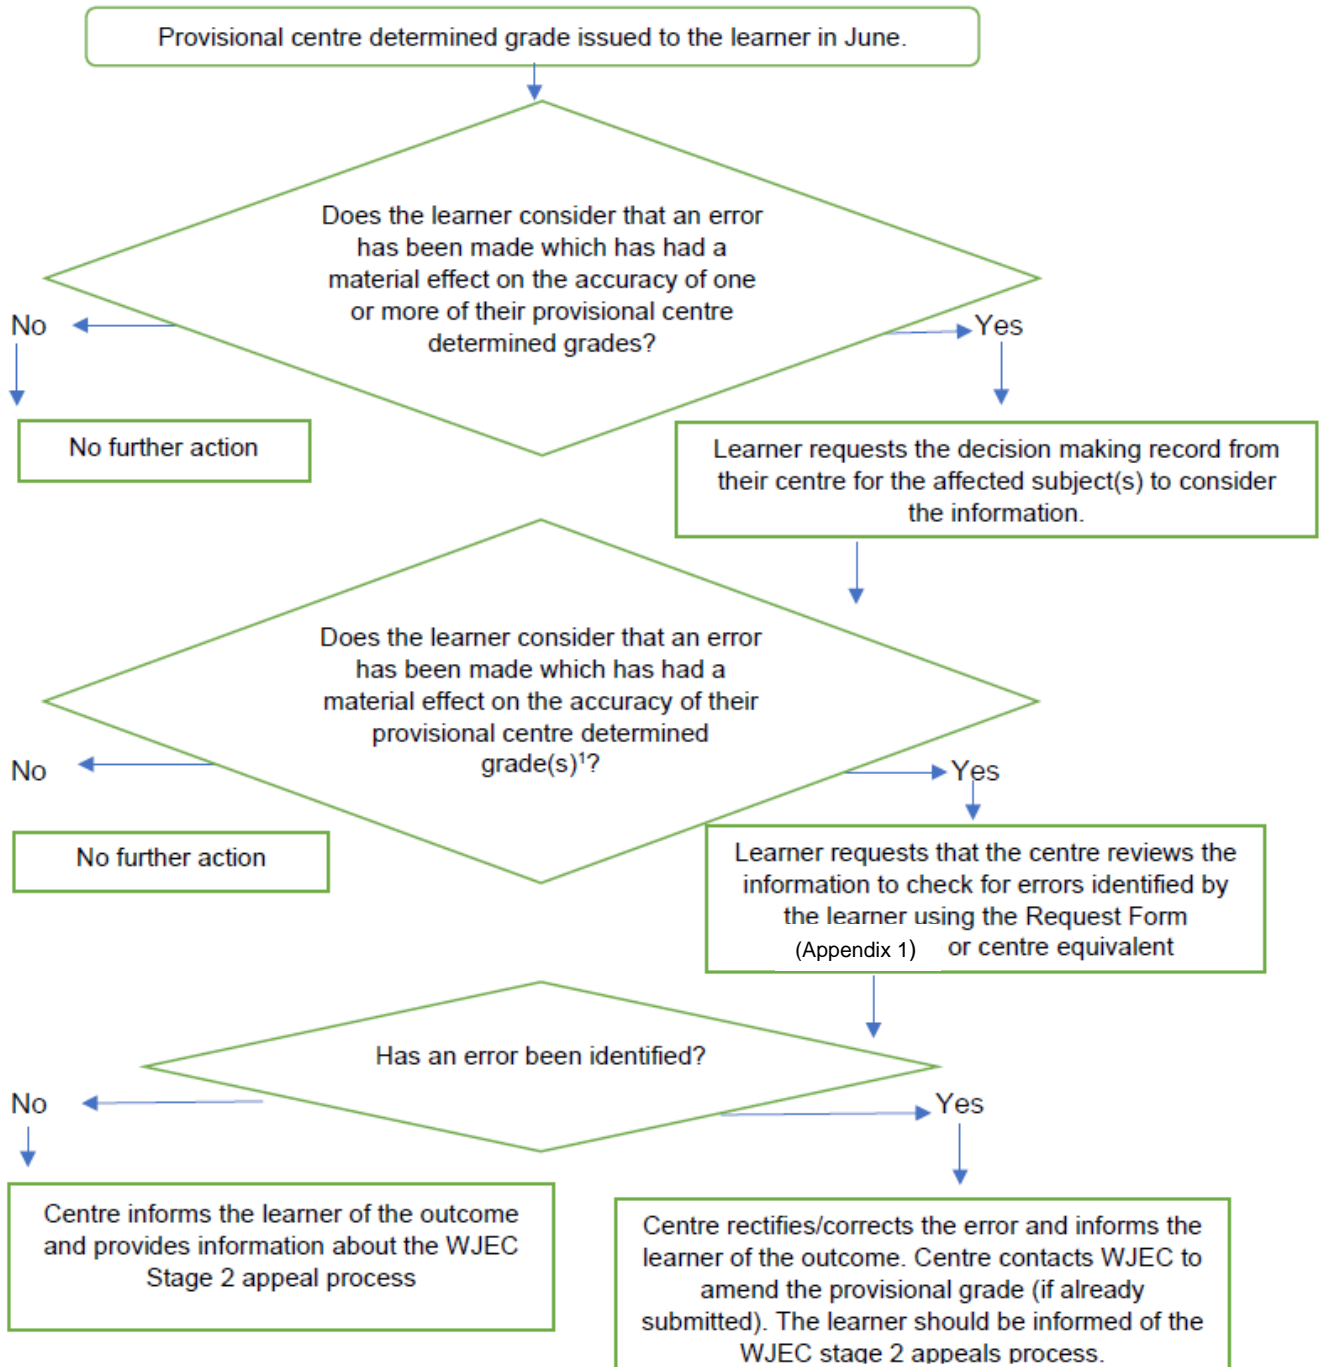 Provisional centre determined grade issued to the learner in June.
Does the learner consider that an error
has been made which has had a
material effect on the accuracy of one
or more of their provisional centre
determined grades?
No
Yes
No further action
Learner requests the decision making record from
their centre for the affected subject(s) to consider
the information.
Does the learner consider that an error
has been made which has had a
material effect on the accuracy of their
provisional centre determined
grade(s)¹?
No
Yes
No further action
Learner requests that the centre reviews the
information to check for errors identified by
the learner using the Request Form
(Appendix 1) or centre equivalent
Has an error been identified?
No
Yes
Centre informs the learner of the outcome
and provides information about the WJEC
Stage 2 appeal process
Centre rectifies/corrects the error and informs the
learner of the outcome. Centre contacts WJEC to
amend the provisional grade (if already
submitted). The learner should be informed of the
WJEC stage 2 appeals process.